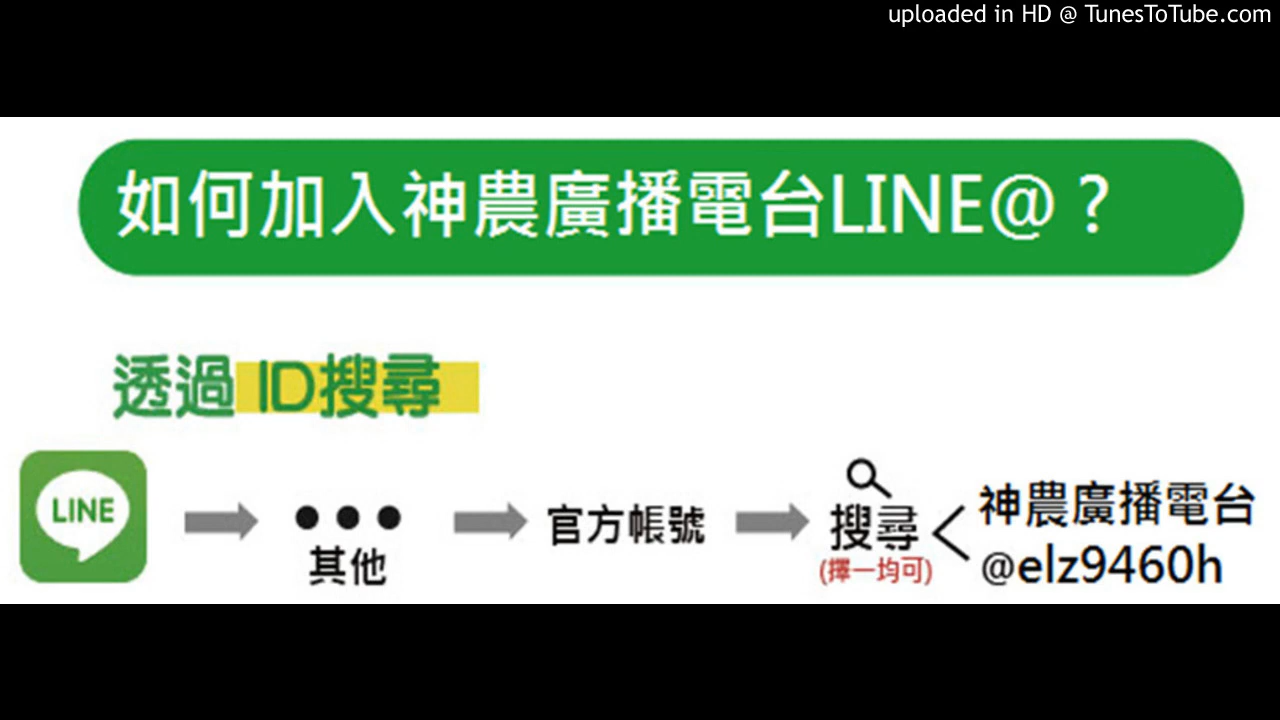 uploaded in HD @ TunesToTube.com
如何加入神農廣播電台LINE@?
透過 ID搜尋
LINE
其他
官方帳號
搜尋
(擇一均可)
神農廣播電台
@elz9460h